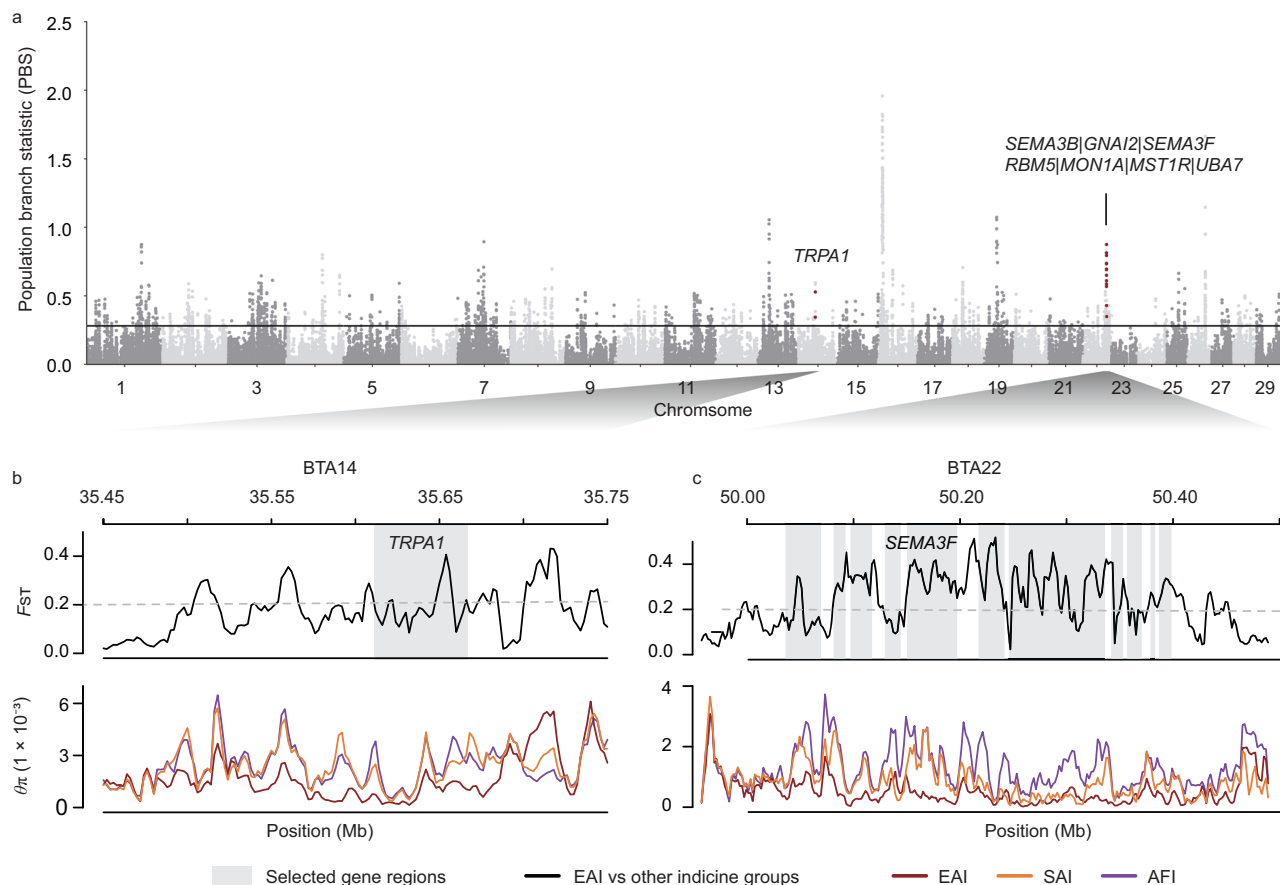 a
Population branch statistic (PBS)
2.5
2.0
1.5
1.0
0.5
0.0
SEMA3B|GNAI2|SEMA3F
RBM5|MON1A|MST1R|UBA7
TRPA1
1 3 5 7 9 11 13 15 17 19 21 23 25 27 29
Chromsome
b
BTA14
35.45 35.55 35.65 35.75
TRPA1
FST
0.4
0.2
0.0
θπ (1 × 10⁻³)
6
3
0
Position (Mb)
c
BTA22
50.00 50.20 50.40
SEMA3F
0.4
0.2
0.0
4
2
0
Position (Mb)
Selected gene regions EAI vs other indicine groups EAI SAI AFI